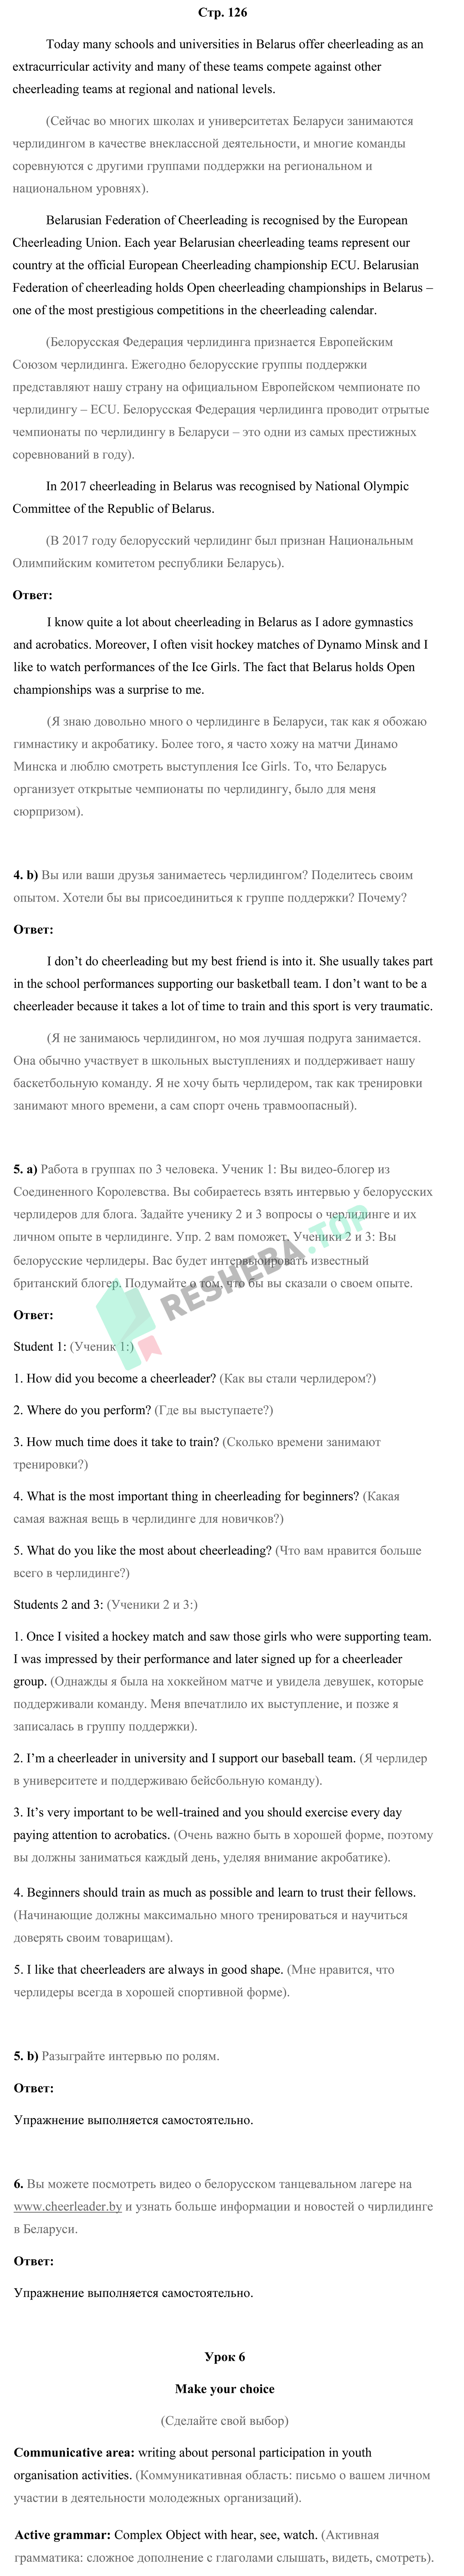 Стр. 126
Today many schools and universities in Belarus offer cheerleading as an
extracurricular activity and many of these teams compete against other
cheerleading teams at regional and national levels.
(Сейчас во многих школах и университетах Беларуси занимаются
черлидингом в качестве внеклассной деятельности, и многие команды
соревнуются с другими группами поддержки на региональном и
национальном уровнях).
Belarusian Federation of Cheerleading is recognised by the European
Cheerleading Union. Each year Belarusian cheerleading teams represent our
country at the official European Cheerleading championship ECU. Belarusian
Federation of cheerleading holds Open cheerleading championships in Belarus –
one of the most prestigious competitions in the cheerleading calendar.
(Белорусская Федерация черлидинга признается Европейским
Союзом черлидинга. Ежегодно белорусские группы поддержки
представляют нашу страну на официальном Европейском чемпионате по
черлидингу – ECU. Белорусская Федерация черлидинга проводит отрытые
чемпионаты по черлидингу в Беларуси – это одни из самых престижных
соревнований в году).
In 2017 cheerleading in Belarus was recognised by National Olympic
Committee of the Republic of Belarus.
(В 2017 году белорусский черлидинг был признан Национальным
Олимпийским комитетом республики Беларусь).
Ответ:
I know quite a lot about cheerleading in Belarus as I adore gymnastics
and acrobatics. Moreover, I often visit hockey matches of Dynamo Minsk and I
like to watch performances of the Ice Girls. The fact that Belarus holds Open
championships was a surprise to me.
(Я знаю довольно много о черлидинге в Беларуси, так как я обожаю
гимнастику и акробатику. Более того, я часто хожу на матчи Динамо
Минска и люблю смотреть выступления Ice Girls. То, что Беларусь
организует открытые чемпионаты по черлидингу, было для меня
сюрпризом).
4. b) Вы или ваши друзья занимаетесь черлидингом? Поделитесь своим
опытом. Хотели бы вы присоединиться к группе поддержки? Почему?
Ответ:
I don’t do cheerleading but my best friend is into it. She usually takes part
in the school performances supporting our basketball team. I don’t want to be a
cheerleader because it takes a lot of time to train and this sport is very traumatic.
(Я не занимаюсь черлидингом, но моя лучшая подруга занимается.
Она обычно участвует в школьных выступлениях и поддерживает нашу
баскетбольную команду. Я не хочу быть черлидером, так как тренировки
занимают много времени, а сам спорт очень травмоопасный).
5. a) Работа в группах по 3 человека. Ученик 1: Вы видео-блогер из
Соединенного Королевства. Вы собираетесь взять интервью у белорусских
черлидеров для блога. Задайте ученику 2 и 3 вопросы о черлидинге и их
личном опыте в черлидинге. Упр. 2 вам поможет. Ученики 2 и 3: Вы
белорусские черлидеры. Вас будет интервьюировать известный
британский блогер. Подумайте о том, что бы вы сказали о своем опыте.
RESHEBA.TOP
Ответ:
Student 1: (Ученик 1:)
1. How did you become a cheerleader? (Как вы стали черлидером?)
2. Where do you perform? (Где вы выступаете?)
3. How much time does it take to train? (Сколько времени занимают
тренировки?)
4. What is the most important thing in cheerleading for beginners? (Какая
самая важная вещь в черлидинге для новичков?)
5. What do you like the most about cheerleading? (Что вам нравится больше
всего в черлидинге?)
Students 2 and 3: (Ученики 2 и 3:)
1. Once I visited a hockey match and saw those girls who were supporting team.
I was impressed by their performance and later signed up for a cheerleader
group. (Однажды я была на хоккейном матче и увидела девушек, которые
поддерживали команду. Меня впечатлило их выступление, и позже я
записалась в группу поддержки).
2. I’m a cheerleader in university and I support our baseball team. (Я черлидер
в университете и поддерживаю бейсбольную команду).
3. It’s very important to be well-trained and you should exercise every day
paying attention to acrobatics. (Очень важно быть в хорошей форме, поэтому
вы должны заниматься каждый день, уделяя внимание акробатике).
4. Beginners should train as much as possible and learn to trust their fellows.
(Начинающие должны максимально много тренироваться и научиться
доверять своим товарищам).
5. I like that cheerleaders are always in good shape. (Мне нравится, что
черлидеры всегда в хорошей спортивной форме).
5. b) Разыграйте интервью по ролям.
Ответ:
Упражнение выполняется самостоятельно.
6. Вы можете посмотреть видео о белорусском танцевальном лагере на
www.cheerleader.by и узнать больше информации и новостей о чирлидинге
в Беларуси.
Ответ:
Упражнение выполняется самостоятельно.
Урок 6
Make your choice
(Сделайте свой выбор)
Communicative area: writing about personal participation in youth
organisation activities. (Коммуникативная область: письмо о вашем личном
участии в деятельности молодежных организаций).
Active grammar: Complex Object with hear, see, watch. (Активная
грамматика: сложное дополнение с глаголами слышать, видеть, смотреть).